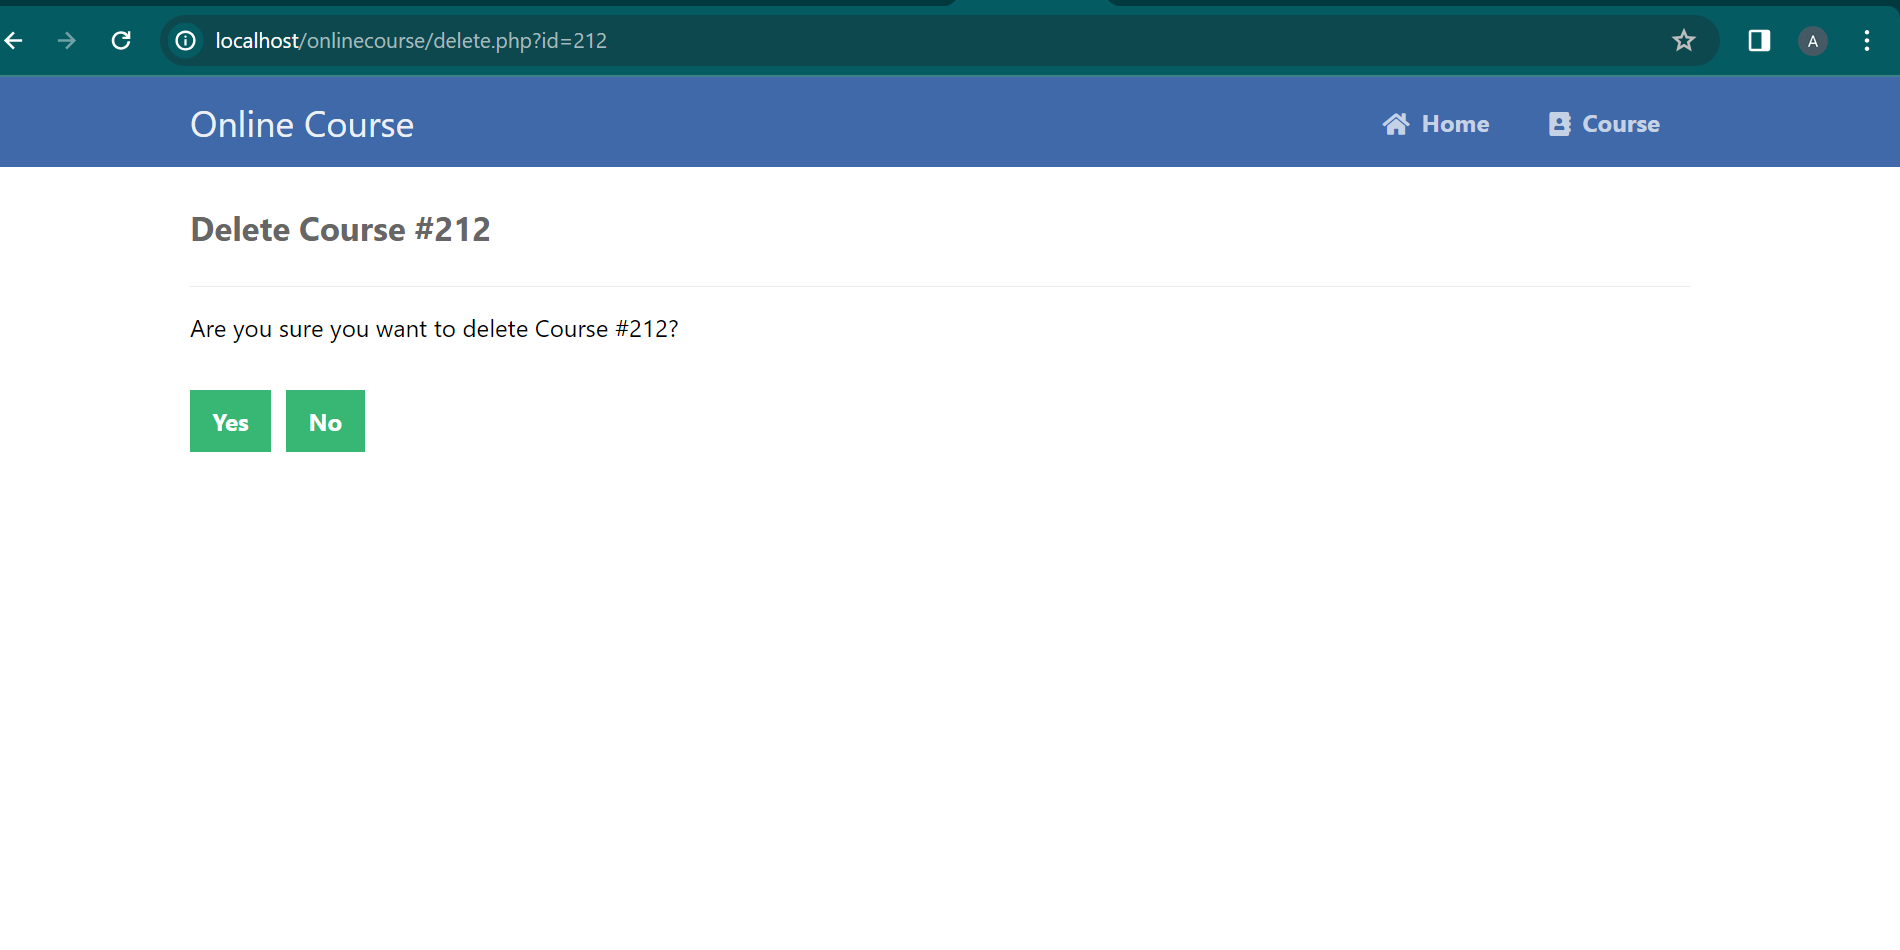 localhost/onlinecourse/delete.php?id=212
A
Online Course
Home
Course
Delete Course #212
Are you sure you want to delete Course #212?
Yes
No